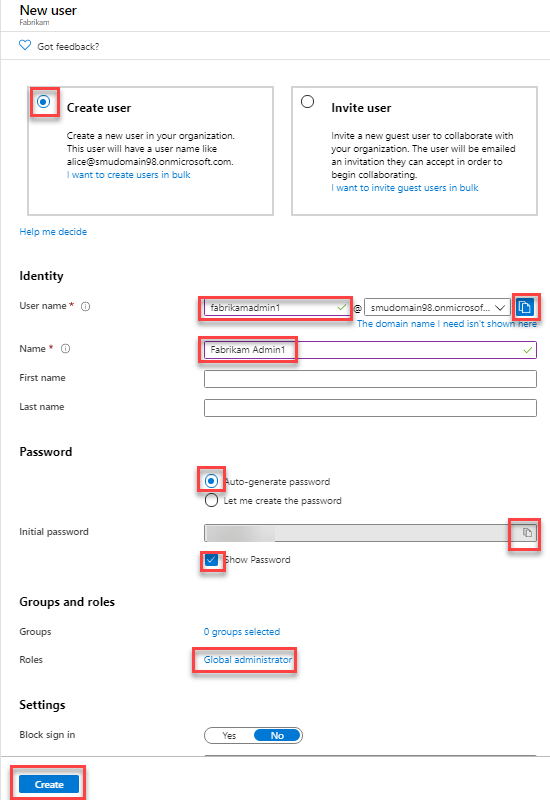 New user
Fabrikam
Got feedback?
Create user
Create a new user in your organization.
This user will have a user name like
alice@smudomain98.onmicrosoft.com.
I want to create users in bulk
Invite user
Invite a new guest user to collaborate with
your organization. The user will be emailed
an invitation they can accept in order to
begin collaborating.
I want to invite guest users in bulk
Help me decide
Identity
User name * fabrikamadmin1 @ smudomain98.onmicrosoft...
The domain name I need isn't shown here
Name * Fabrikam Admin1
First name
Last name
Password
Auto-generate password
Let me create the password
Initial password
Show Password
Groups and roles
Groups 0 groups selected
Roles Global administrator
Settings
Block sign in Yes No
Create